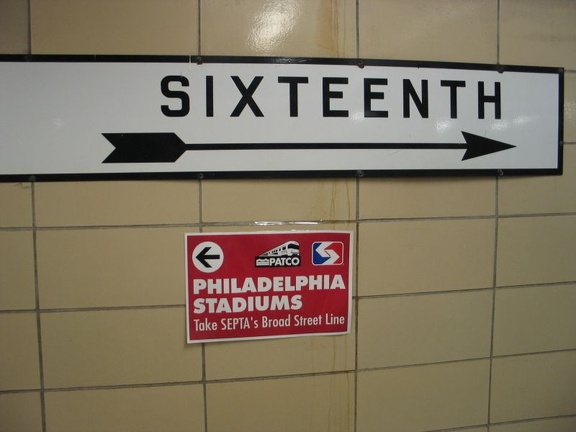 SIXTEENTH
PATCO
PHILADELPHIA
STADIUMS
Take SEPTA's Broad Street Line